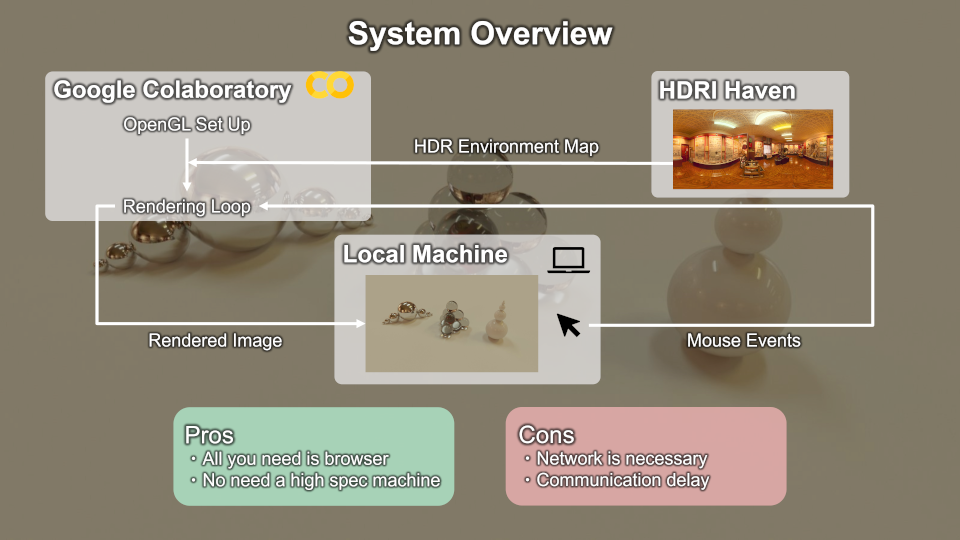 System Overview
Google Colaboratory
HDRI Haven
OpenGL Set Up
HDR Environment Map
Rendering Loop
Local Machine
Rendered Image
Mouse Events
Pros
・All you need is browser
・No need a high spec machine
Cons
・Network is necessary
・Communication delay